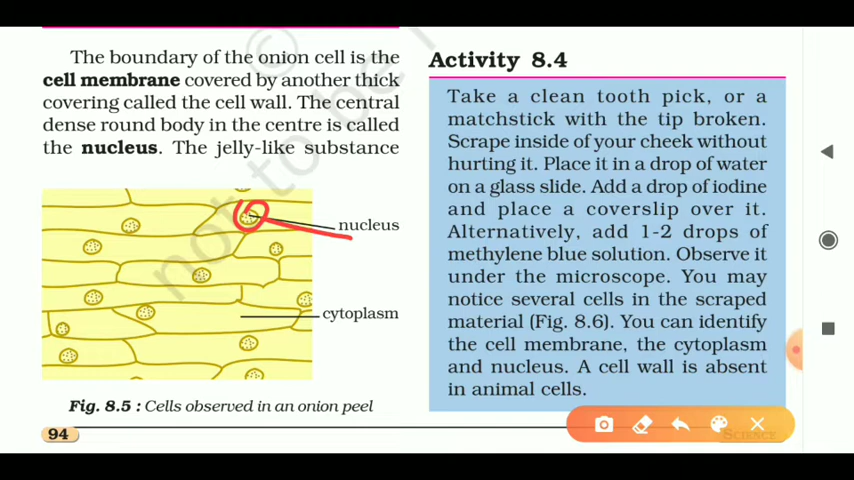 The boundary of the onion cell is the
cell membrane covered by another thick
covering called the cell wall. The central
dense round body in the centre is called
the nucleus. The jelly-like substance
nucleus
cytoplasm
Fig. 8.5 : Cells observed in an onion peel
94
Activity 8.4
Take a clean tooth pick, or a
matchstick with the tip broken.
Scrape inside of your cheek without
hurting it. Place it in a drop of water
on a glass slide. Add a drop of iodine
and place a coverslip over it.
Alternatively, add 1-2 drops of
methylene blue solution. Observe it
under the microscope. You may
notice several cells in the scraped
material (Fig. 8.6). You can identify
the cell membrane, the cytoplasm
and nucleus. A cell wall is absent
in animal cells.
SCIENCE
©
not to be r